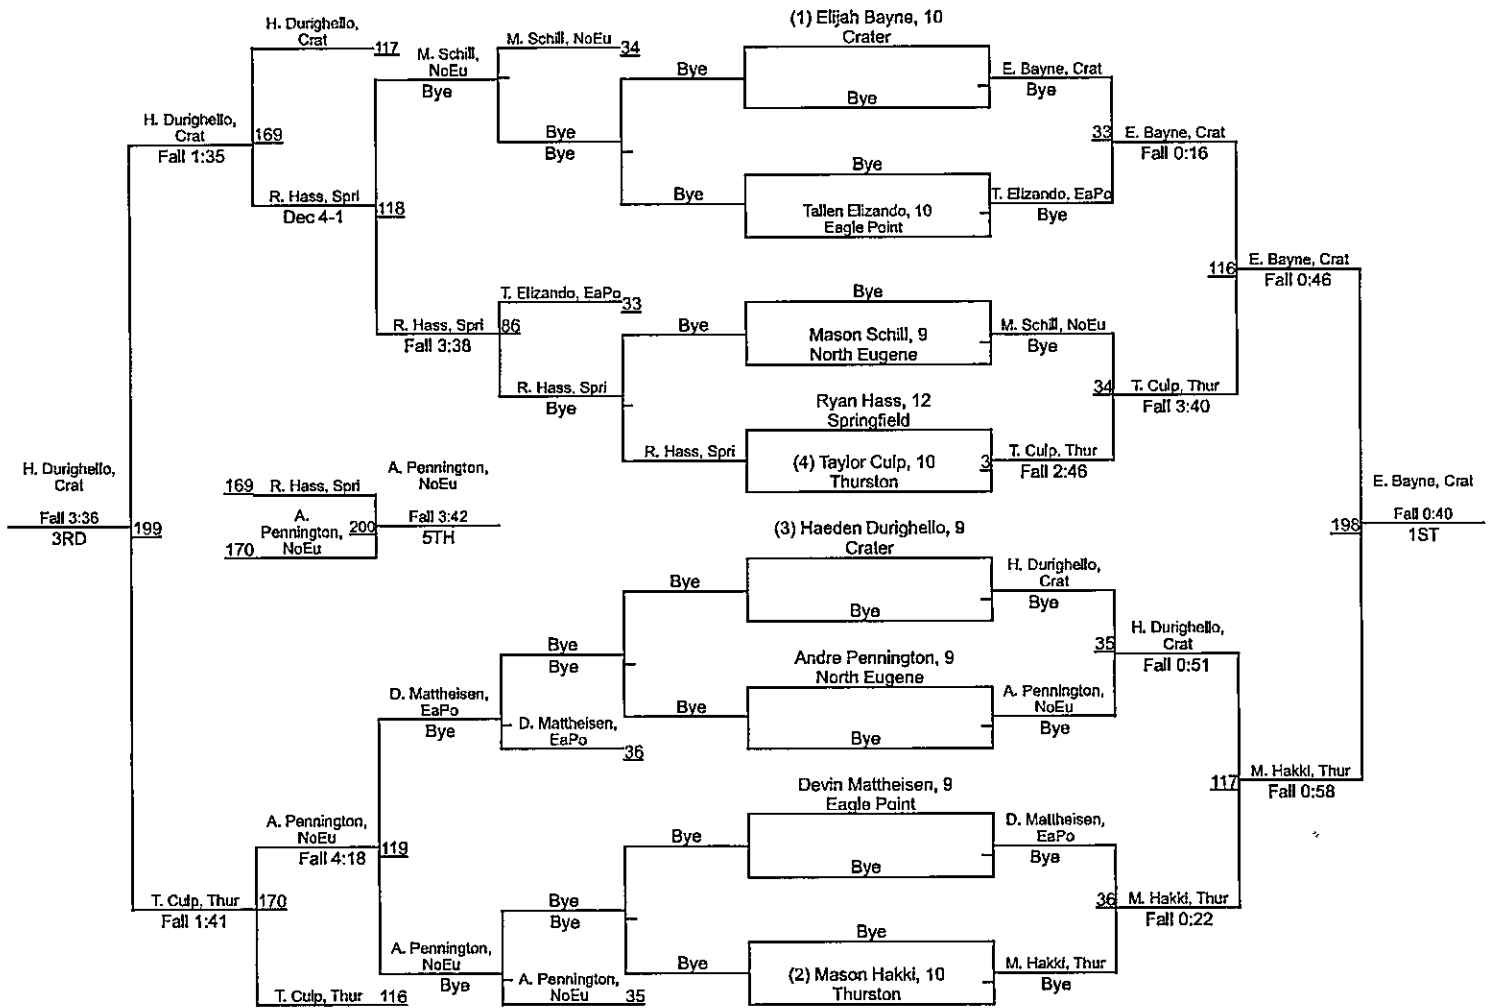 H. Durighello,
Crat
117
M. Schill,
NoEu
Bye
M. Schill, NoEu
34
(1) Elijah Bayne, 10
Crater
Bye
Bye
E. Bayne, Crat
Bye
H. Durighello,
Crat
Fall 1:35
169
Bye
Bye
33
E. Bayne, Crat
Fall 0:16
R. Hass, Spri
Dec 4-1
118
Bye
Bye
Tallen Elizando, 10
Eagle Point
T. Elizando, EaPo
Bye
116
E. Bayne, Crat
Fall 0:46
T. Elizando, EaPo
33
R. Hass, Spri
Fall 3:38
86
Bye
Bye
Mason Schill, 9
North Eugene
M. Schill, NoEu
Bye
R. Hass, Spri
Bye
34
T. Culp, Thur
Fall 3:40
Ryan Hass, 12
Springfield
R. Hass, Spri
(4) Taylor Culp, 10
Thurston
3
T. Culp, Thur
Fall 2:46
H. Durighello,
Crat
Fall 3:36
3RD
199
169
R. Hass, Spri
A.
Pennington,
NoEu
170
200
A. Pennington,
NoEu
Fall 3:42
5TH
198
E. Bayne, Crat
Fall 0:40
1ST
(3) Haeden Durighello, 9
Crater
Bye
Bye
H. Durighello,
Crat
Bye
Bye
Bye
35
H. Durighello,
Crat
Fall 0:51
Andre Pennington, 9
North Eugene
Bye
Bye
A. Pennington,
NoEu
Bye
D. Mattheisen,
EaPo
Bye
D. Mattheisen,
EaPo
36
117
M. Hakki, Thur
Fall 0:58
Devin Mattheisen, 9
Eagle Point
Bye
Bye
D. Mattheisen,
EaPo
Bye
A. Pennington,
NoEu
Fall 4:18
119
T. Culp, Thur
Fall 1:41
170
Bye
Bye
36
M. Hakki, Thur
Fall 0:22
A. Pennington,
NoEu
Bye
Bye
Bye
(2) Mason Hakki, 10
Thurston
M. Hakki, Thur
Bye
T. Culp, Thur
116
A. Pennington,
NoEu
35